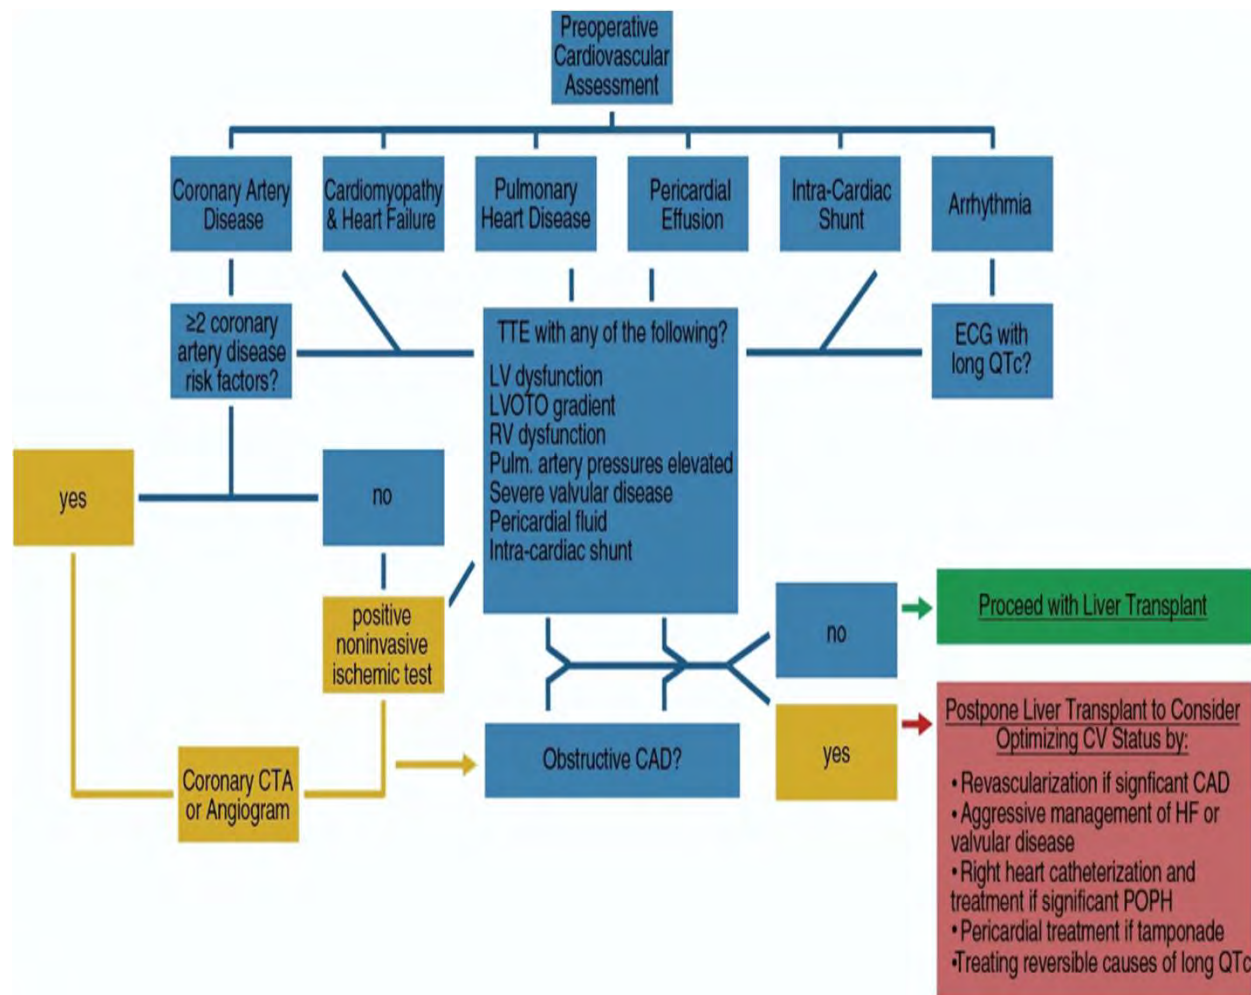 Preoperative
Cardiovascular
Assessment
Coronary Artery
Disease
Cardiomyopathy
& Heart Failure
Pulmonary
Heart Disease
Pericardial
Effusion
Intra-Cardiac
Shunt
Arrhythmia
≥2 coronary
artery disease
risk factors?
TTE with any of the following?
LV dysfunction
LVOTO gradient
RV dysfunction
Pulm. artery pressures elevated
Severe valvular disease
Pericardial fluid
Intra-cardiac shunt
ECG with
long QTc?
yes
no
positive
noninvasive
ischemic test
Coronary CTA
or Angiogram
Obstructive CAD?
no
yes
Proceed with Liver Transplant
Postpone Liver Transplant to Consider
Optimizing CV Status by:
• Revascularization if signficant CAD
• Aggressive management of HF or
valvular disease
• Right heart catheterization and
treatment if significant POPH
• Pericardial treatment if tamponade
•Treating reversible causes of long QTc